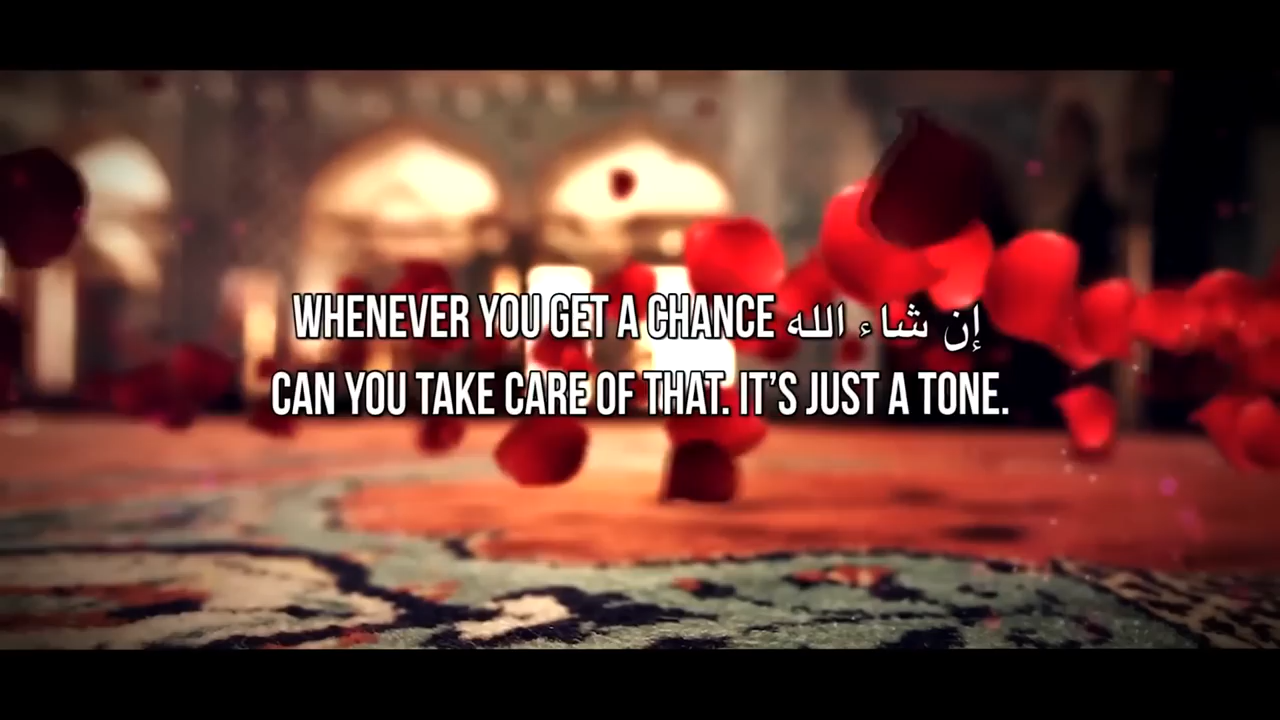 WHENEVER YOU GET A CHANCE إن شاء الله
CAN YOU TAKE CARE OF THAT. IT’S JUST A TONE.